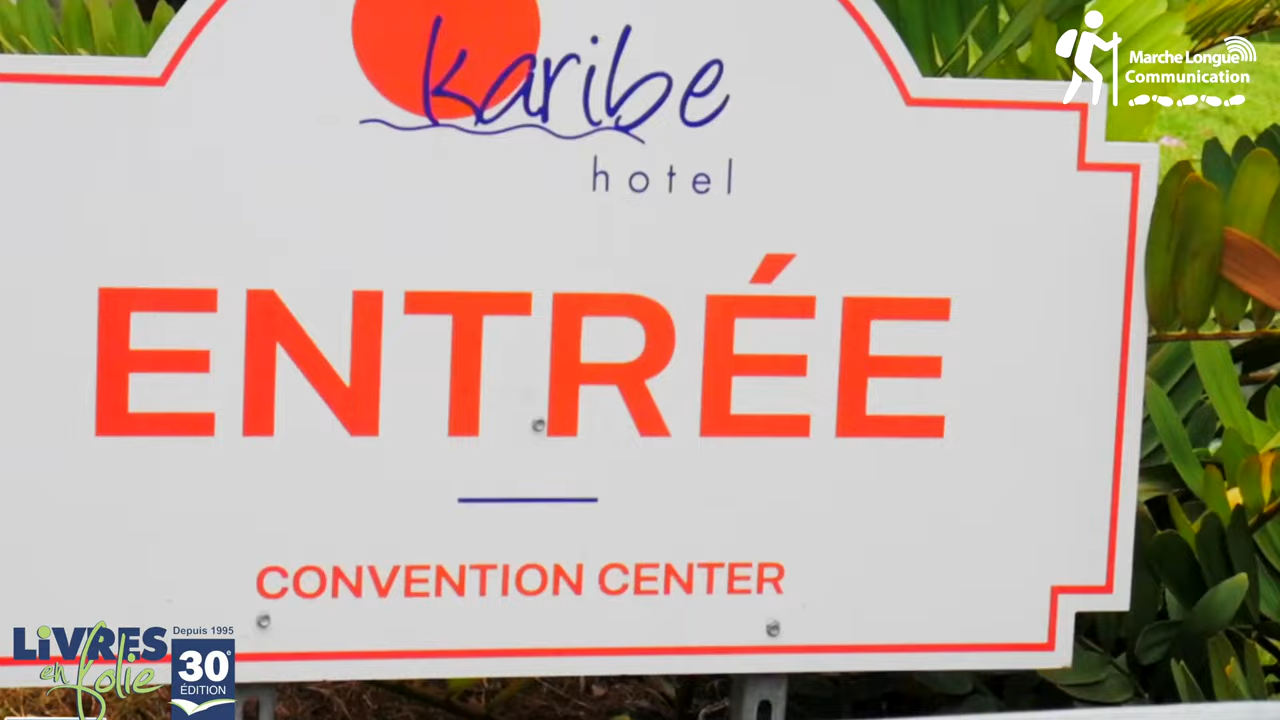 karibe
hotel
Marche Longue
Communication
ENTRÉE
CONVENTION CENTER
LiVRES
en folie
Depuis 1995
30e
ÉDITION